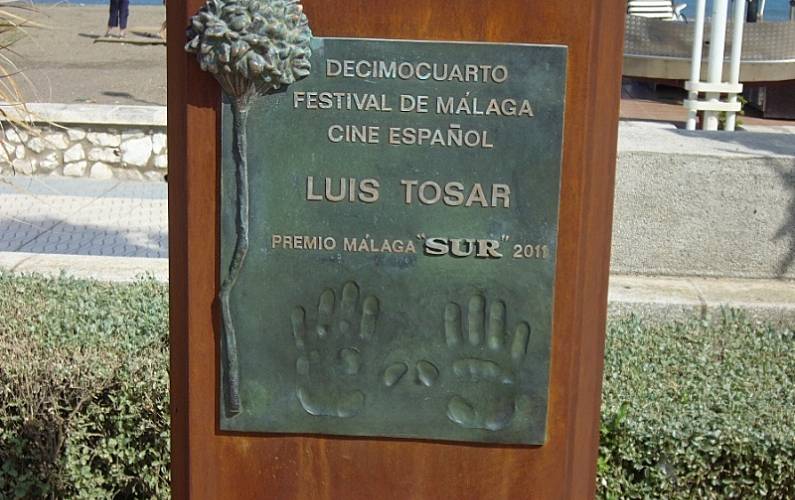 DECIMOCUARTO
FESTIVAL DE MÁLAGA
CINE ESPAÑOL
LUIS TOSAR
PREMIO MÁLAGA "SUR" 2011